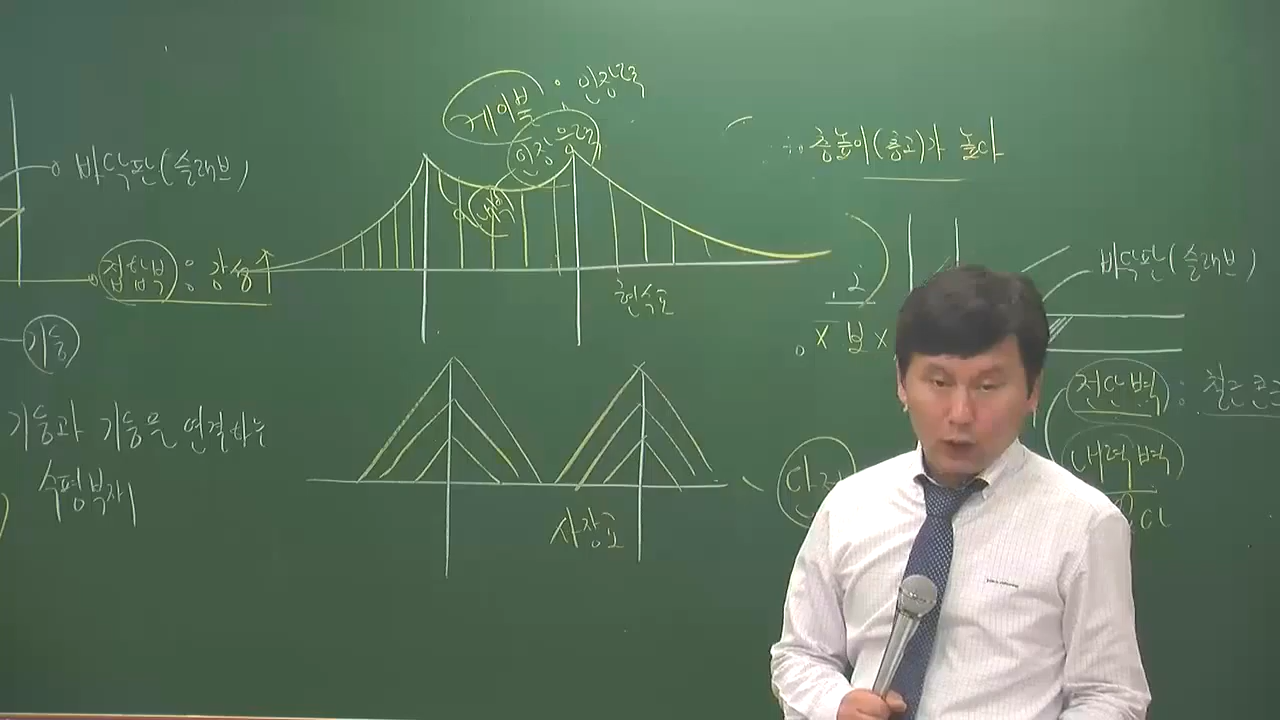 바닥판(슬래브)
접합부 : 강성↑
기둥
기둥과 기둥을 연결하는
수평부재
케이블 : 인장력
인장응력
현수교
사장교
∴ 층높이(층고)가 높다
× 보 ×
바닥판(슬래브)
전단벽 : 철근콘크
내력벽